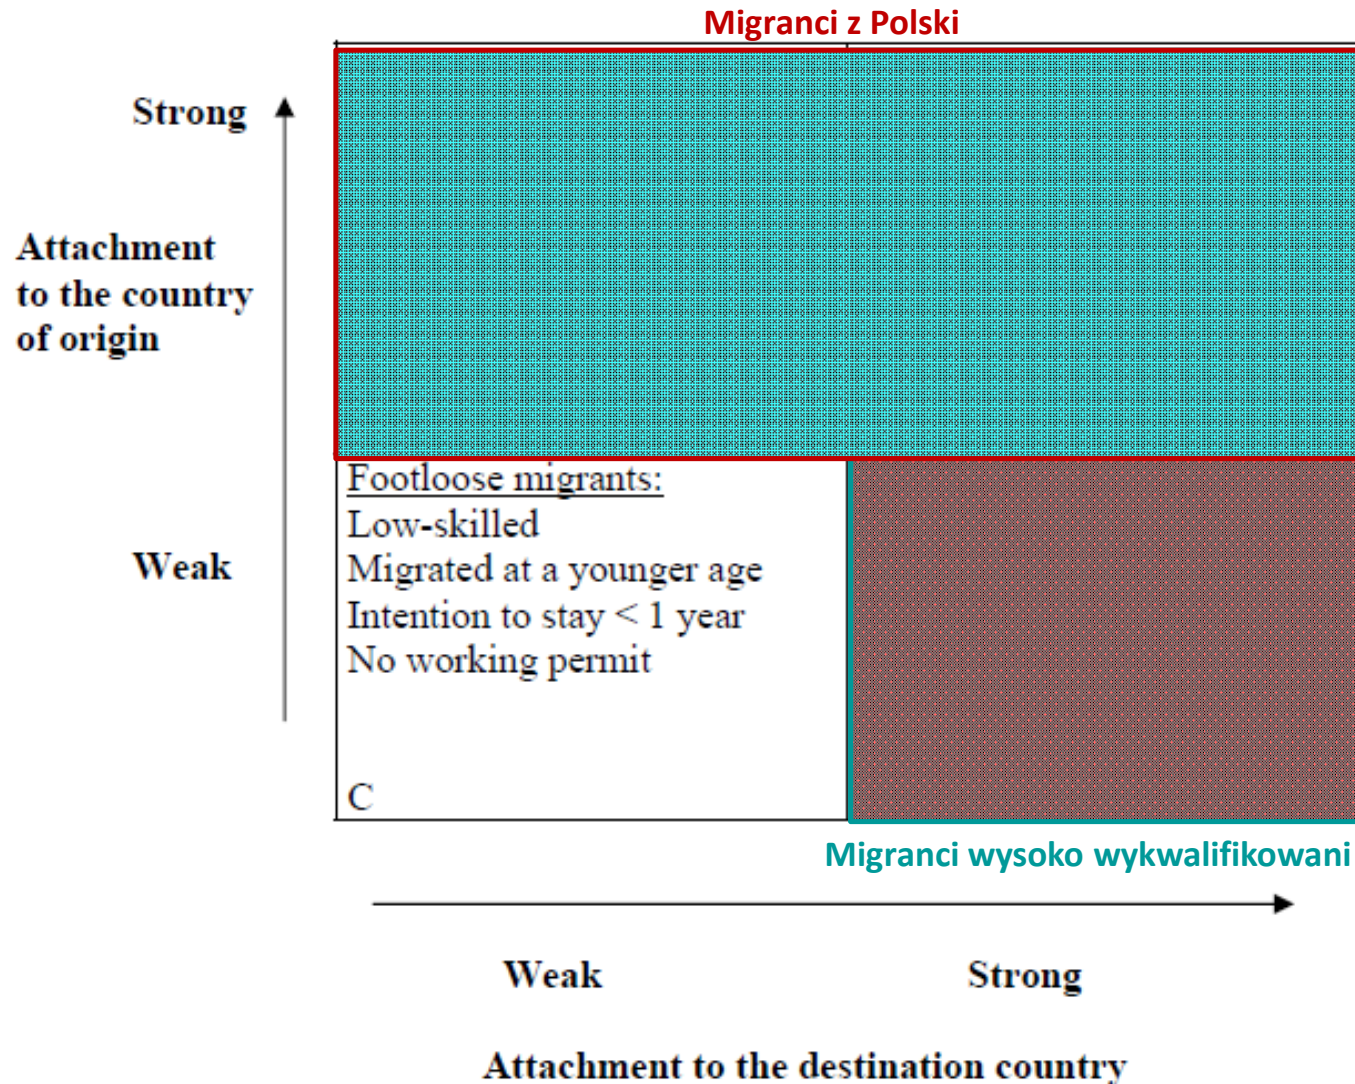 Migranci z Polski
Strong
Attachment
to the country
of origin
Weak
Footloose migrants:
Low-skilled
Migrated at a younger age
Intention to stay < 1 year
No working permit
C
Migranci wysoko wykwalifikowani
Weak Strong
Attachment to the destination country